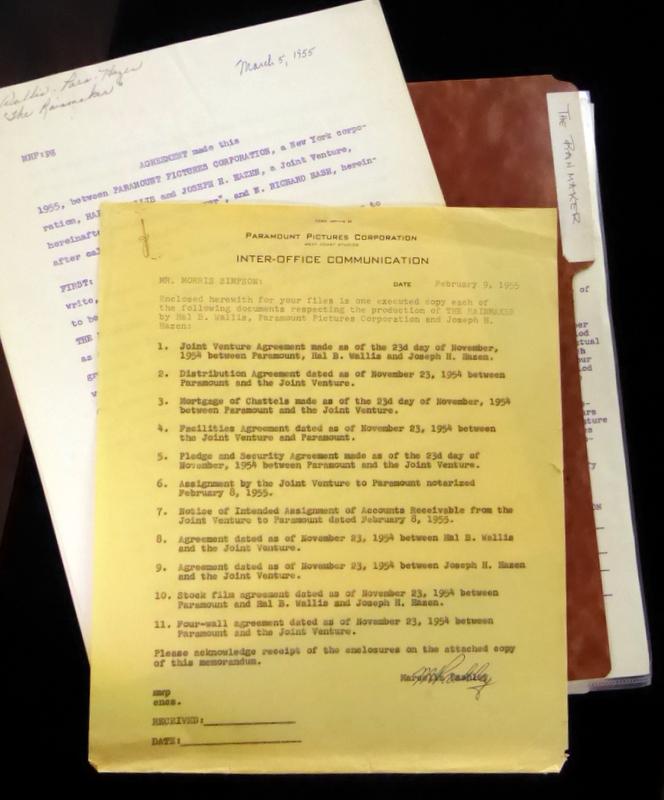 Wallis - Para - Hazen
"The Rainmaker"
March 5, 1955
MRP:pg
AGREEMENT made this
1955, between PARAMOUNT PICTURES CORPORATION, a New York corpo-
ration, HAL and JOSEPH H. HAZEN, a Joint Venture,
hereinafter and N. RICHARD NASH, herein-
after cal to
FIRST:
write,
to be
THE
as
THE RAINMAKER
PARAMOUNT PICTURES CORPORATION
WEST COAST STUDIOS
INTER-OFFICE COMMUNICATION
MR. MORRIS SIMPSON: DATE February 9, 1955
Enclosed herewith for your files is one executed copy each of
the following documents respecting the production of THE RAINMAKER
by Hal B. Wallis, Paramount Pictures Corporation and Joseph H.
Hazen:
1. Joint Venture Agreement made as of the 23d day of November,
1954 between Paramount, Hal B. Wallis and Joseph H. Hazen.
2. Distribution Agreement dated as of November 23, 1954 between
Paramount and the Joint Venture.
3. Mortgage of Chattels made as of the 23d day of November, 1954
between Paramount and the Joint Venture.
4. Facilities Agreement dated as of November 23, 1954 between
the Joint Venture and Paramount.
5. Pledge and Security Agreement made as of the 23d day of
November, 1954 between Paramount and the Joint Venture.
6. Assignment by the Joint Venture to Paramount notarized
February 8, 1955.
7. Notice of Intended Assignment of Accounts Receivable from the
Joint Venture to Paramount dated February 8, 1955.
8. Agreement dated as of November 23, 1954 between Hal B. Wallis
and the Joint Venture.
9. Agreement dated as of November 23, 1954 between Joseph H. Hazen
and the Joint Venture.
10. Stock film agreement dated as of November 23, 1954 between
Paramount and Hal B. Wallis and Joseph H. Hazen.
11. Four-wall agreement dated as of November 23, 1954 between
Paramount and the Joint Venture.
Please acknowledge receipt of the enclosures on the attached copy
of this memorandum.
mwp
encs.
RECEIVED:
DATE: